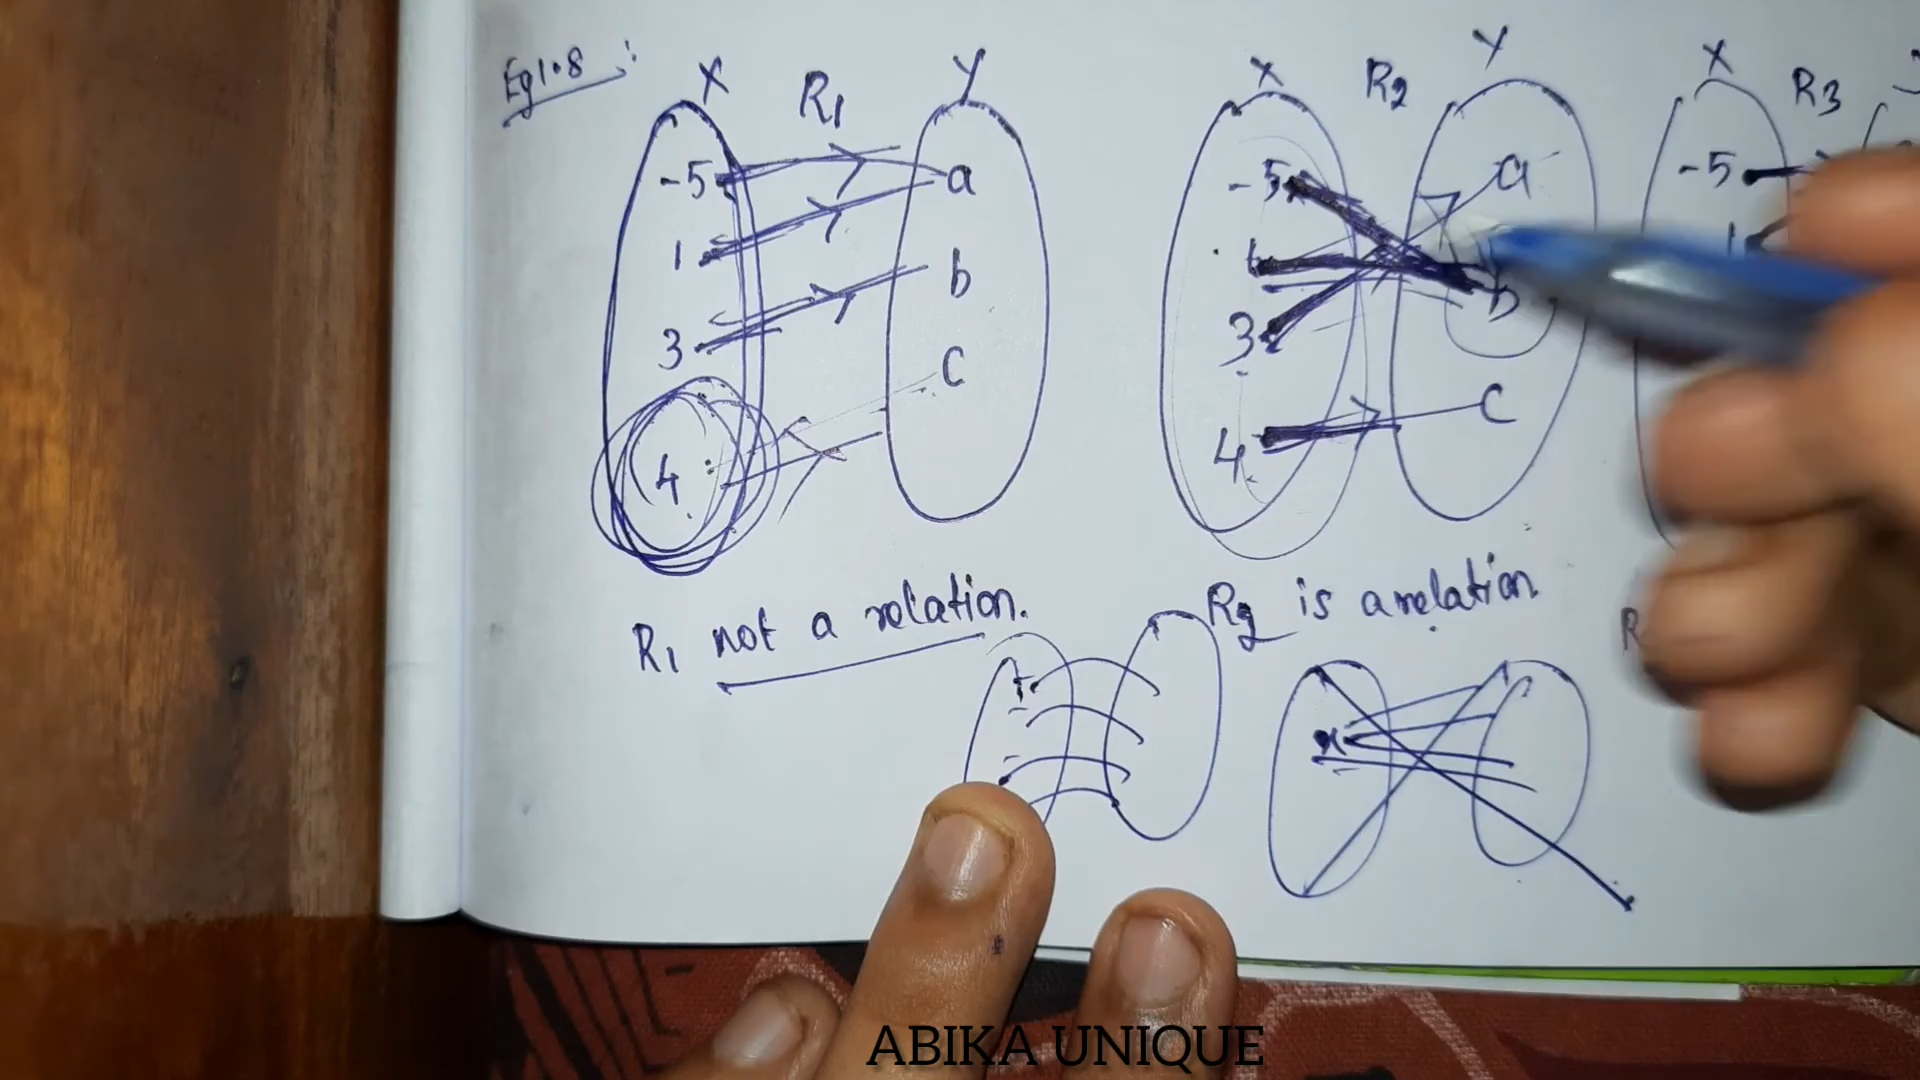 Eg 1.8 :
X R1 Y
-5 a
1 b
3 c
4
R1 not a relation.
X R2 Y
-5 a
1 b
3 c
4
R2 is a relation
X R3
-5
1
R
x
ABIKA UNIQUE